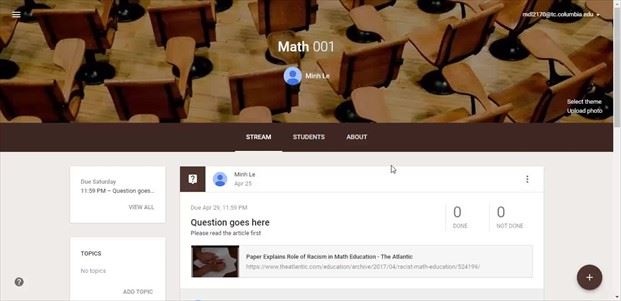 mdl2170@tc.columbia.edu
Math 001
Minh Le
Select theme
Upload photo
STREAM STUDENTS ABOUT
Due Saturday
11:59 PM – Question goes...
VIEW ALL
TOPICS
No topics
ADD TOPIC
Minh Le
Apr 25
Due Apr 29, 11:59 PM
Question goes here
Please read the article first
0
DONE
0
NOT DONE
Paper Explains Role of Racism in Math Education - The Atlantic
https://www.theatlantic.com/education/archive/2017/04/racist-math-education/524199/